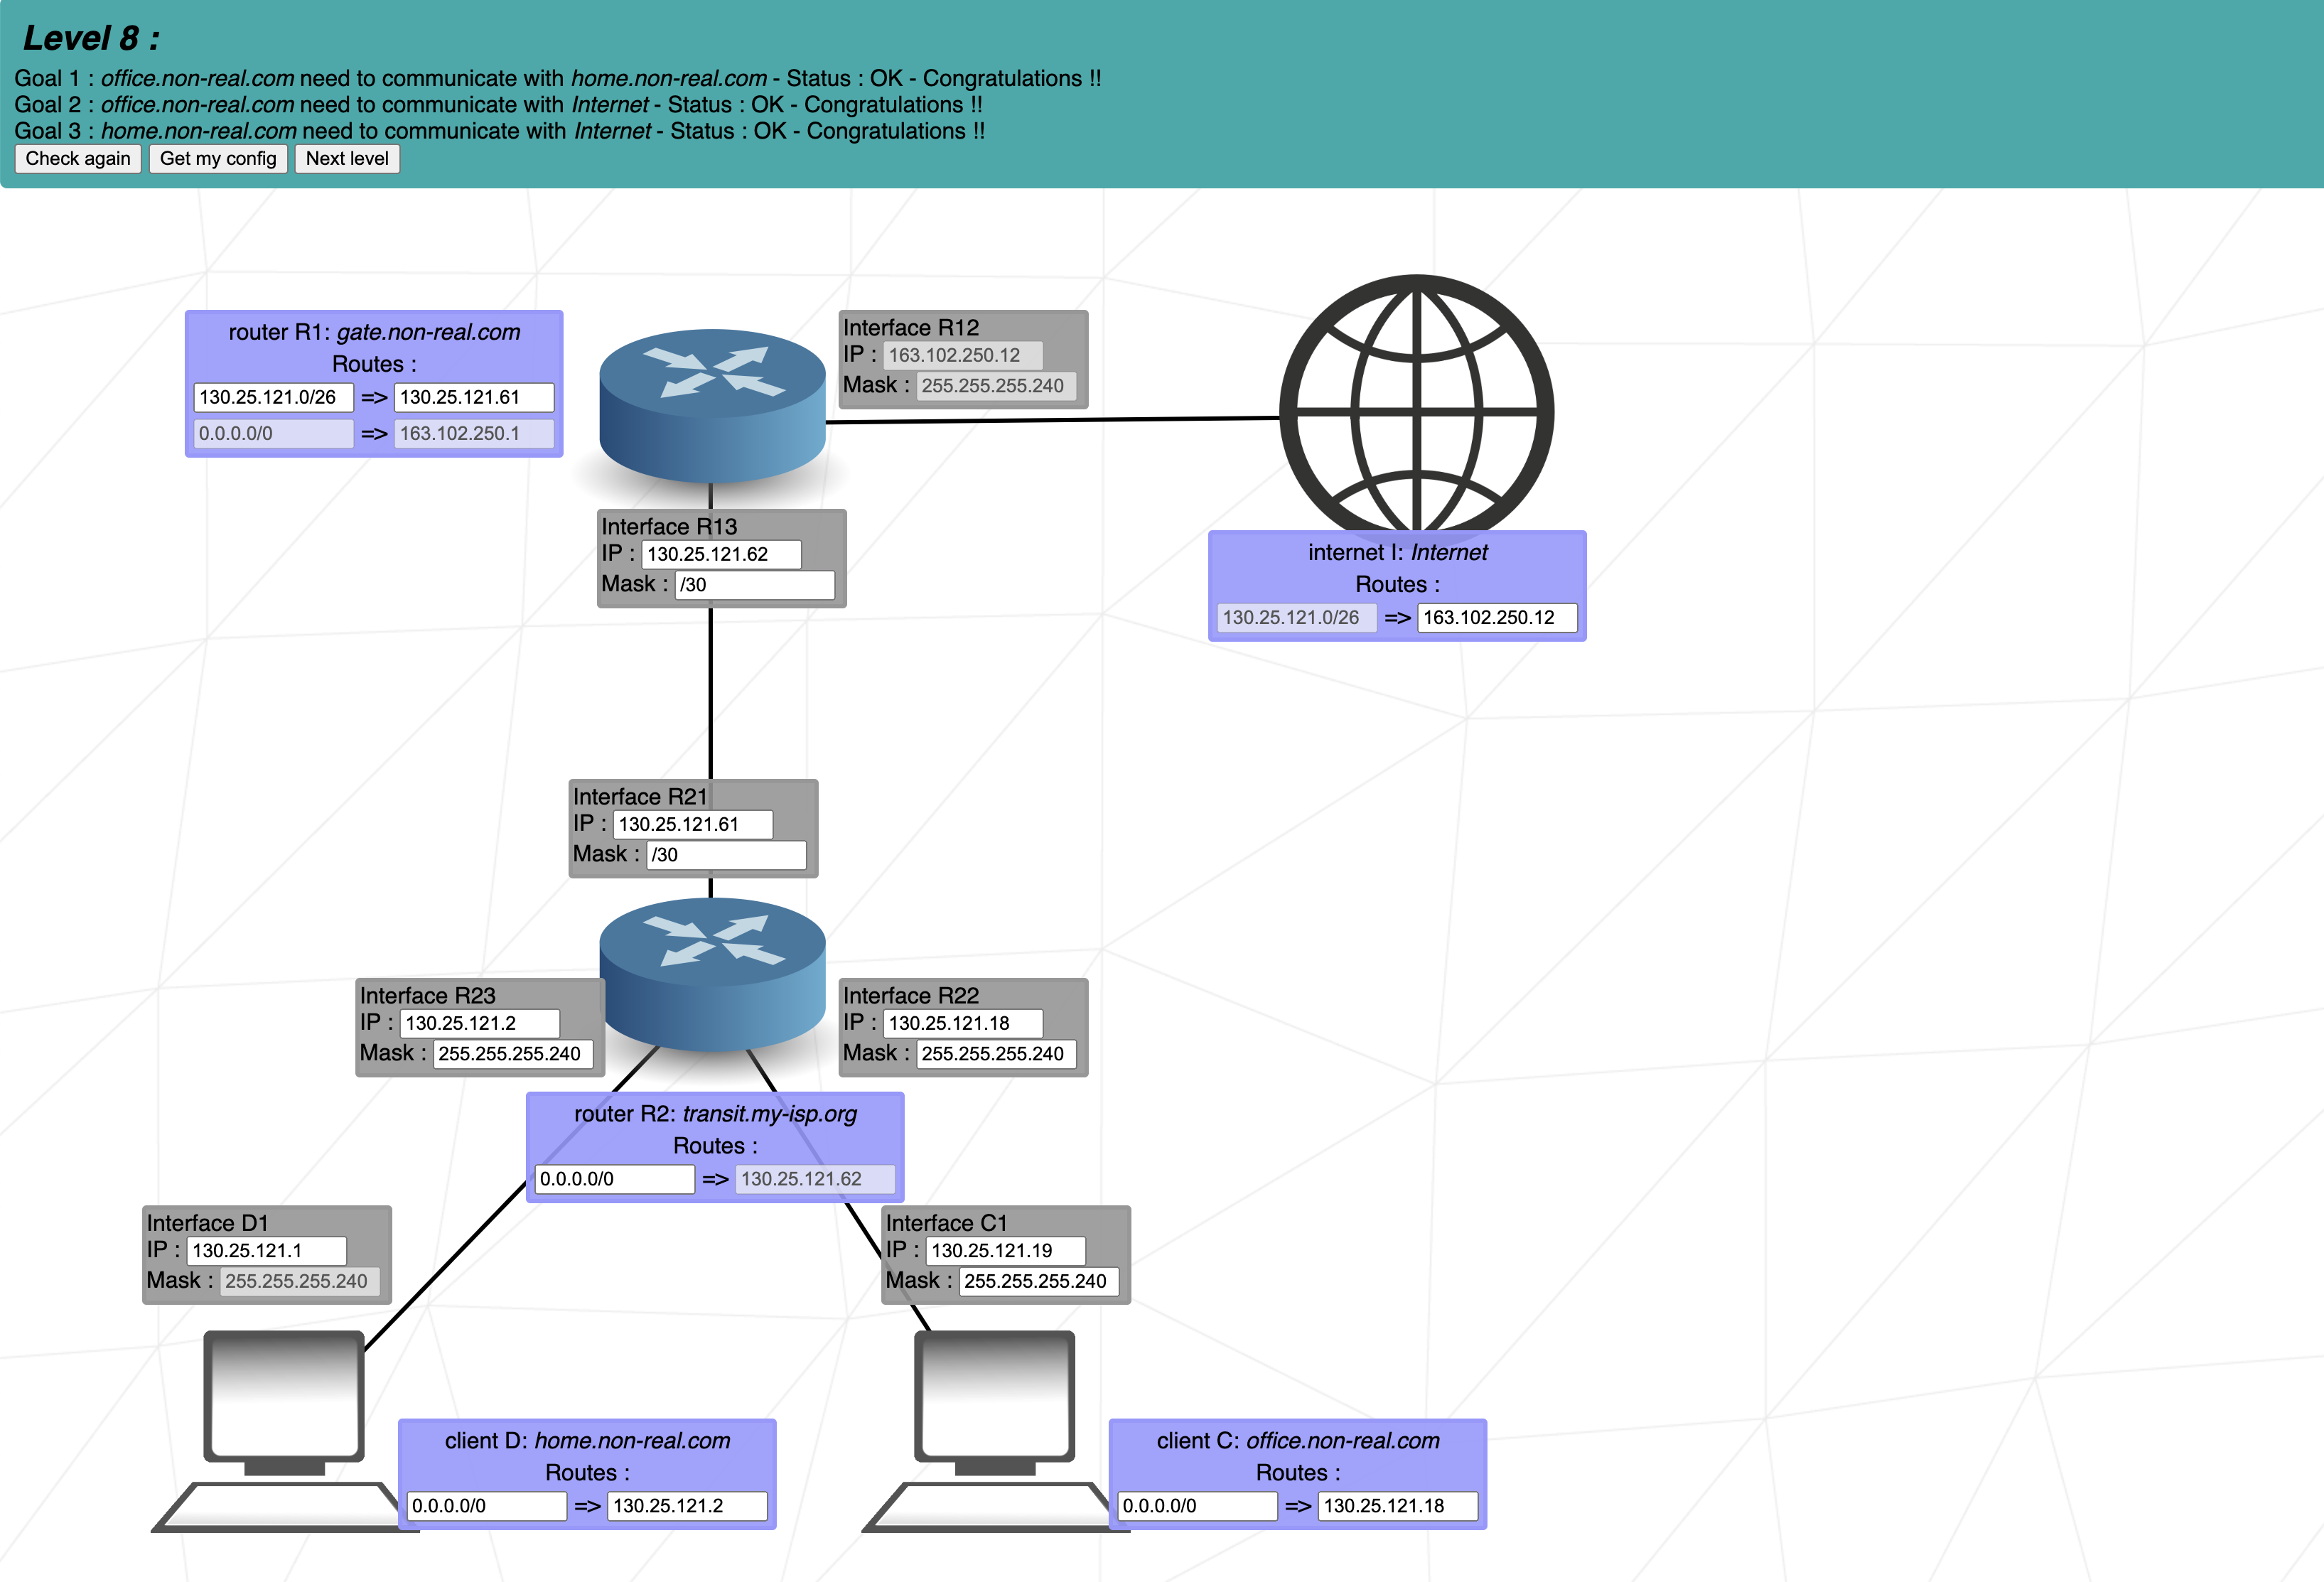 Level 8 :
Goal 1 : office.non-real.com need to communicate with home.non-real.com - Status : OK - Congratulations !!
Goal 2 : office.non-real.com need to communicate with Internet - Status : OK - Congratulations !!
Goal 3 : home.non-real.com need to communicate with Internet - Status : OK - Congratulations !!
Check again Get my config Next level
router R1: gate.non-real.com
Routes :
130.25.121.0/26 => 130.25.121.61
0.0.0.0/0 => 163.102.250.1
Interface R12
IP : 163.102.250.12
Mask : 255.255.255.240
Interface R13
IP : 130.25.121.62
Mask : /30
internet I: Internet
Routes :
130.25.121.0/26 => 163.102.250.12
Interface R21
IP : 130.25.121.61
Mask : /30
Interface R23
IP : 130.25.121.2
Mask : 255.255.255.240
Interface R22
IP : 130.25.121.18
Mask : 255.255.255.240
router R2: transit.my-isp.org
Routes :
0.0.0.0/0 => 130.25.121.62
Interface D1
IP : 130.25.121.1
Mask : 255.255.255.240
Interface C1
IP : 130.25.121.19
Mask : 255.255.255.240
client D: home.non-real.com
Routes :
0.0.0.0/0 => 130.25.121.2
client C: office.non-real.com
Routes :
0.0.0.0/0 => 130.25.121.18